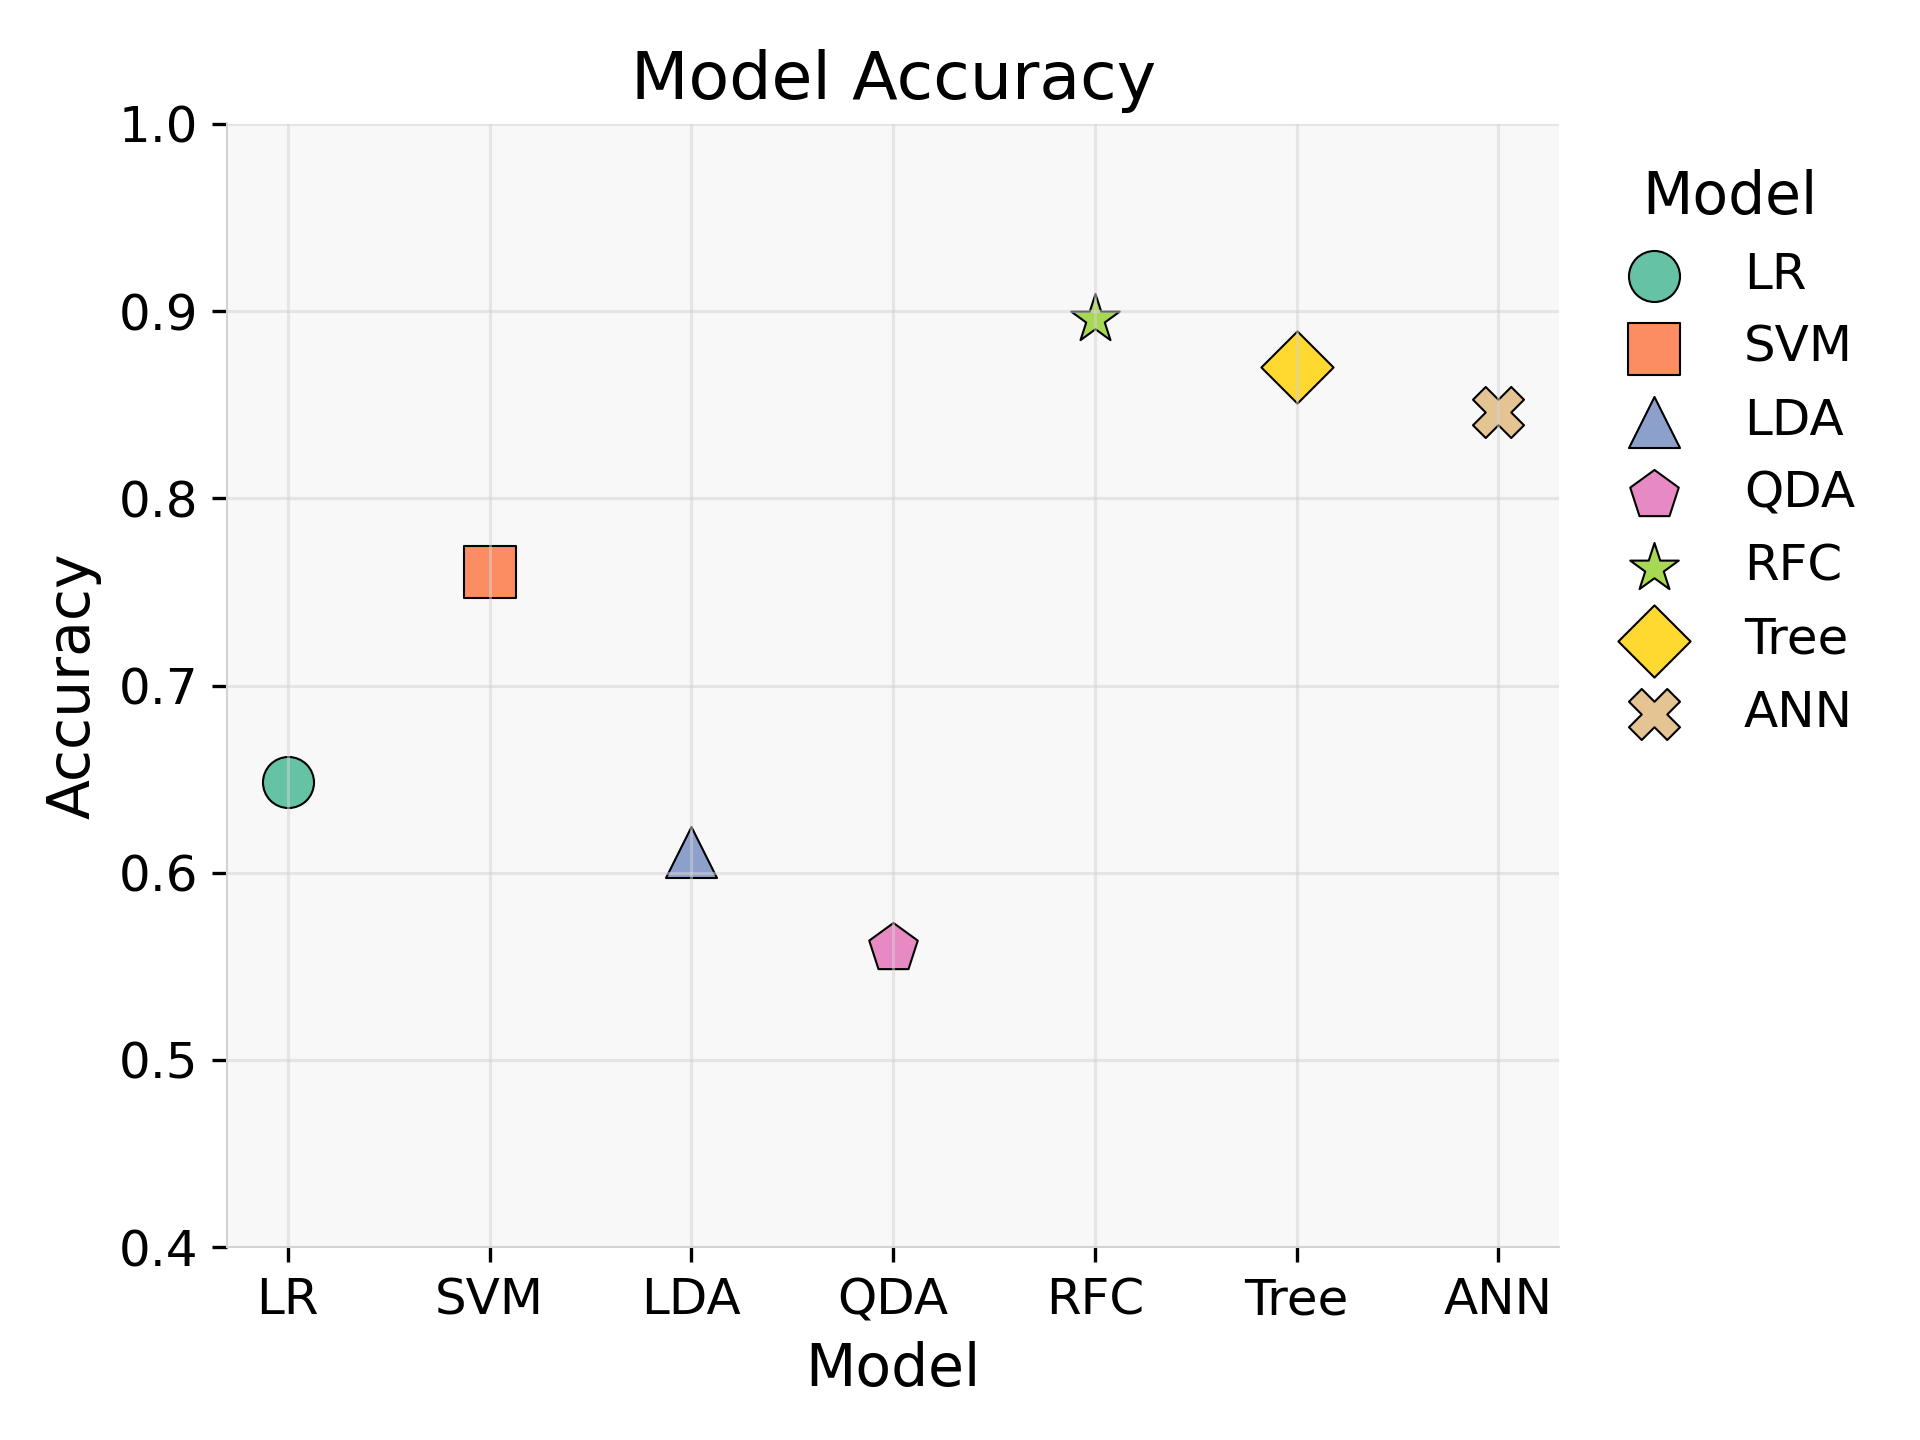 Model Accuracy
1.0
0.9
0.8
0.7
0.6
0.5
0.4
Accuracy
LR SVM LDA QDA RFC Tree ANN
Model
Model
LR
SVM
LDA
QDA
RFC
Tree
ANN